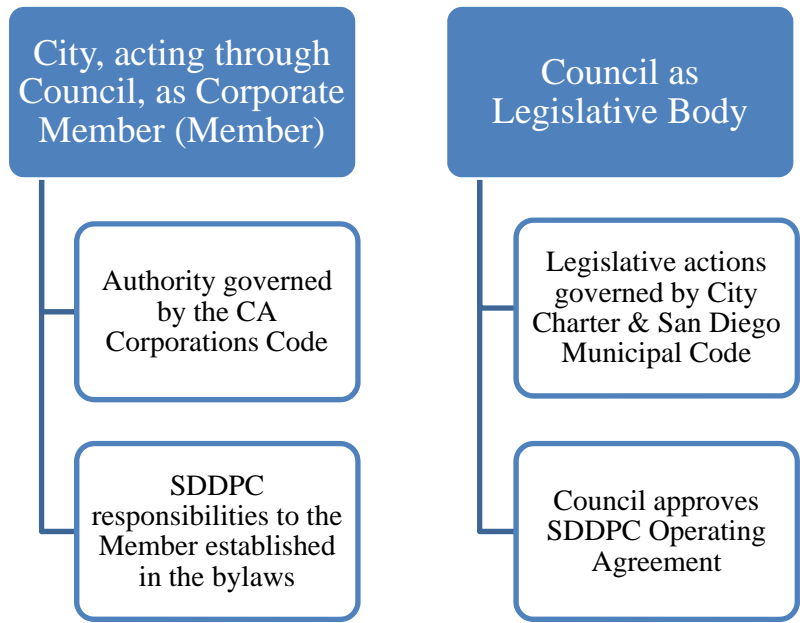 City, acting through
Council, as Corporate
Member (Member)
Authority governed
by the CA
Corporations Code
SDDPC
responsibilities to the
Member established
in the bylaws
Council as
Legislative Body
Legislative actions
governed by City
Charter & San Diego
Municipal Code
Council approves
SDDPC Operating
Agreement